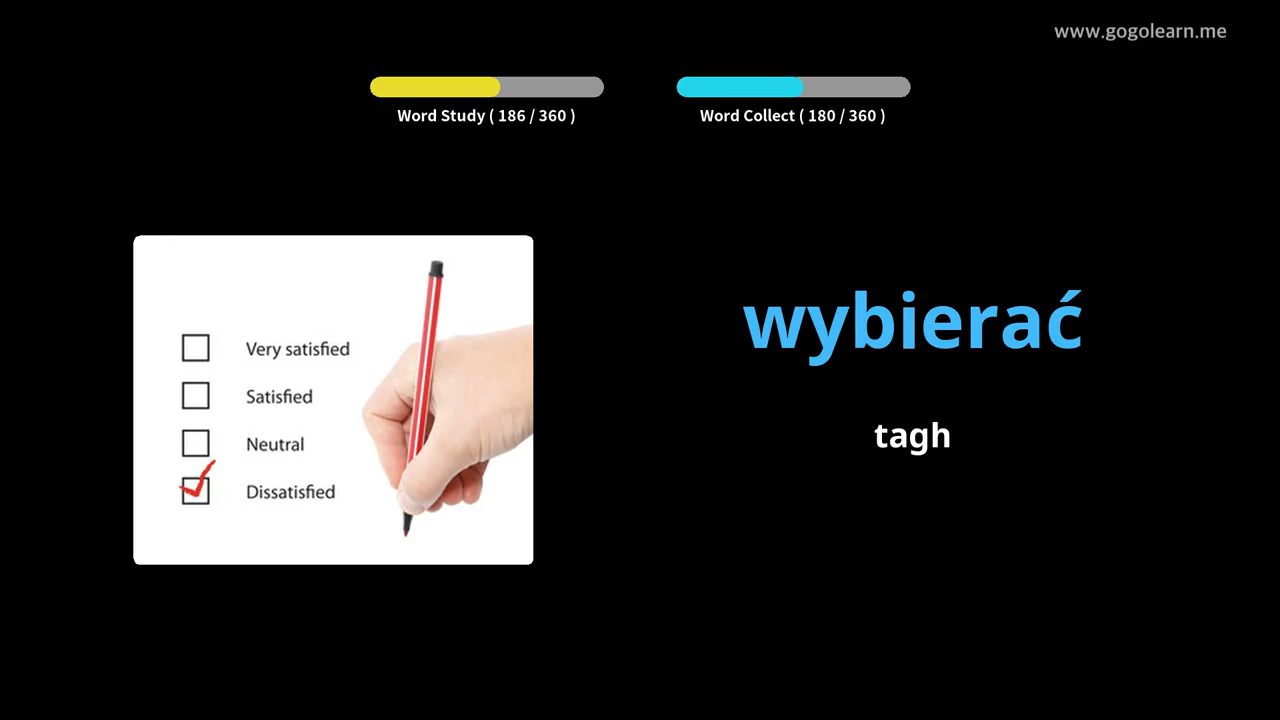 www.gogolearn.me
Word Study ( 186 / 360 )
Word Collect ( 180 / 360 )
Very satisfied
Satisfied
Neutral
Dissatisfied
wybierać
tagh